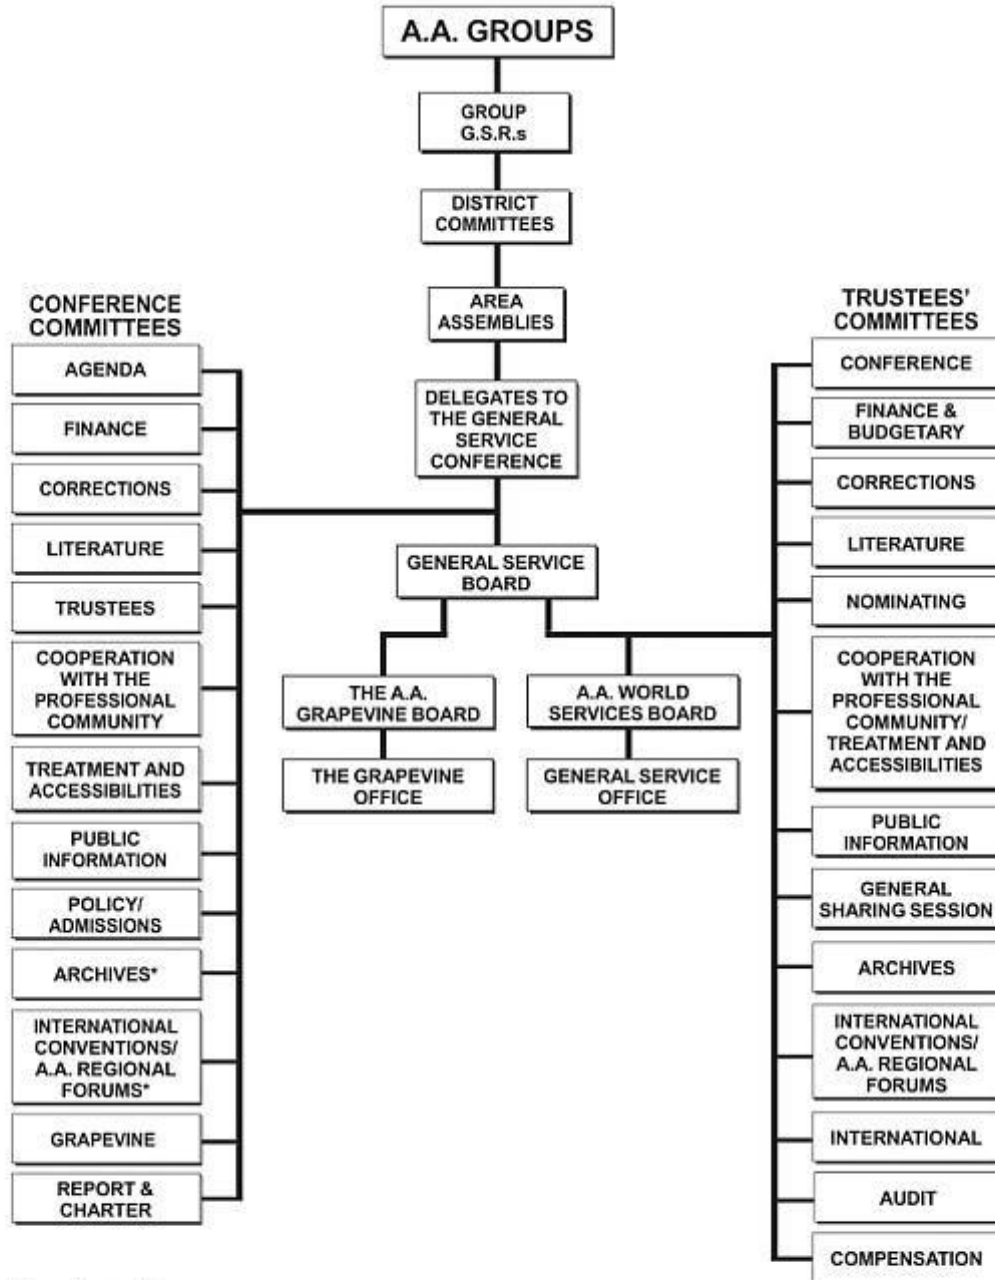 A.A. GROUPS
GROUP
G.S.R.s
DISTRICT
COMMITTEES
AREA
ASSEMBLIES
DELEGATES TO
THE GENERAL
SERVICE
CONFERENCE
GENERAL SERVICE
BOARD
THE A.A.
GRAPEVINE BOARD
THE GRAPEVINE
OFFICE
A.A. WORLD
SERVICES BOARD
GENERAL SERVICE
OFFICE
CONFERENCE
COMMITTEES
AGENDA
FINANCE
CORRECTIONS
LITERATURE
TRUSTEES
COOPERATION
WITH THE
PROFESSIONAL
COMMUNITY
TREATMENT AND
ACCESSIBILITIES
PUBLIC
INFORMATION
POLICY/
ADMISSIONS
ARCHIVES*
INTERNATIONAL
CONVENTIONS/
A.A. REGIONAL
FORUMS*
GRAPEVINE
REPORT &
CHARTER
TRUSTEES'
COMMITTEES
CONFERENCE
FINANCE &
BUDGETARY
CORRECTIONS
LITERATURE
NOMINATING
COOPERATION
WITH THE
PROFESSIONAL
COMMUNITY/
TREATMENT AND
ACCESSIBILITIES
PUBLIC
INFORMATION
GENERAL
SHARING SESSION
ARCHIVES
INTERNATIONAL
CONVENTIONS/
A.A. REGIONAL
FORUMS
INTERNATIONAL
AUDIT
COMPENSATION